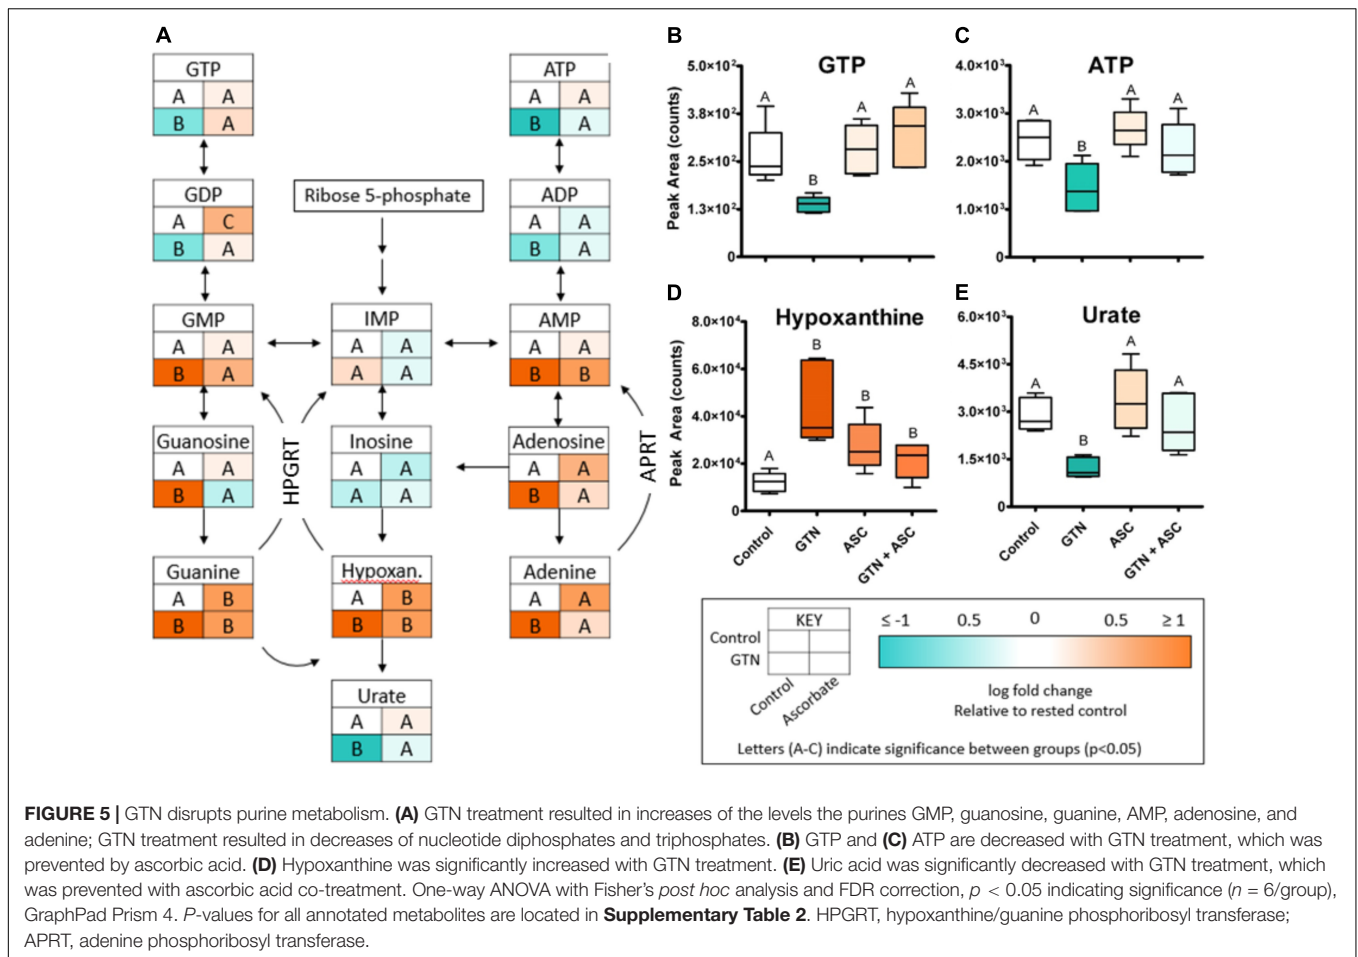 A
GTP
A A
B A
ATP
A A
B A
GDP
A C
B A
Ribose 5-phosphate
ADP
A A
B A
GMP
A A
B A
IMP
A A
A A
AMP
A A
B B
HPGRT
APRT
Guanosine
A A
B A
Inosine
A A
A A
Adenosine
A A
B A
Guanine
A B
B B
Hypoxan.
A B
B B
Adenine
A A
B A
Urate
A A
B A
B
GTP
Peak Area (counts)
5.0×10²
3.8×10²
2.5×10²
1.3×10²
0
A B A A
C
ATP
4.0×10³
3.0×10³
2.0×10³
1.0×10³
0
A B A A
D
Hypoxanthine
Peak Area (counts)
8.0×10⁴
6.0×10⁴
4.0×10⁴
2.0×10⁴
0
A B B B
Control GTN ASC GTN + ASC
E
Urate
6.0×10³
4.5×10³
3.0×10³
1.5×10³
0
A B A A
Control GTN ASC GTN + ASC
KEY
Control
GTN
Control Ascorbate
≤ -1 0.5 0 0.5 ≥ 1
log fold change
Relative to rested control
Letters (A-C) indicate significance between groups (p<0.05)
FIGURE 5 | GTN disrupts purine metabolism. (A) GTN treatment resulted in increases of the levels the purines GMP, guanosine, guanine, AMP, adenosine, and
adenine; GTN treatment resulted in decreases of nucleotide diphosphates and triphosphates. (B) GTP and (C) ATP are decreased with GTN treatment, which was
prevented by ascorbic acid. (D) Hypoxanthine was significantly increased with GTN treatment. (E) Uric acid was significantly decreased with GTN treatment, which
was prevented with ascorbic acid co-treatment. One-way ANOVA with Fisher's post hoc analysis and FDR correction, p < 0.05 indicating significance (n = 6/group),
GraphPad Prism 4. P-values for all annotated metabolites are located in Supplementary Table 2. HPGRT, hypoxanthine/guanine phosphoribosyl transferase;
APRT, adenine phosphoribosyl transferase.